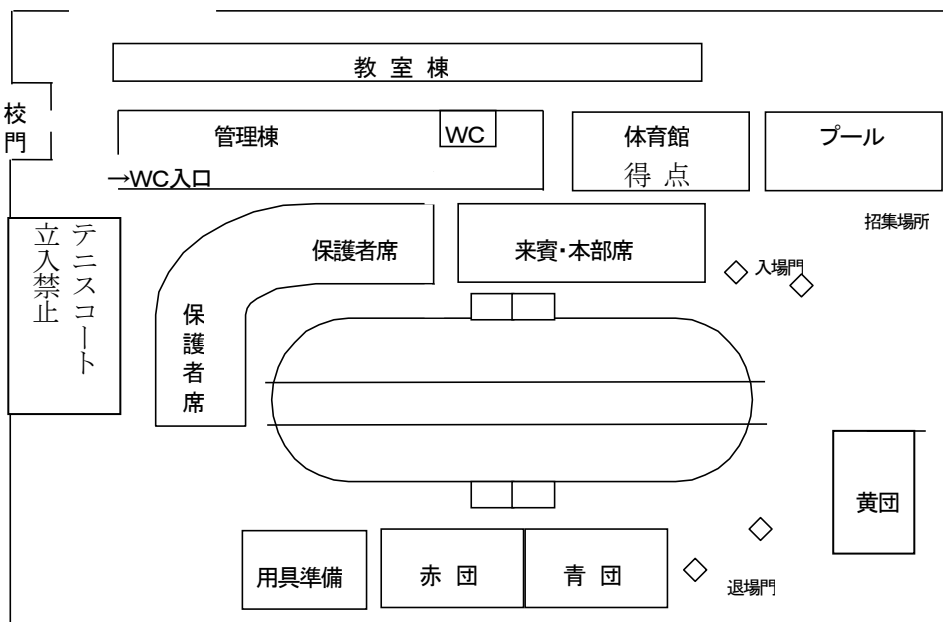 教 室 棟
校門
管理棟
WC
→WC入口
体育館
得 点
プール
招集場所
テニスコート
立入禁止
保護者席
来賓・本部席
入場門
保護者席
黄団
用具準備
赤 団
青 団
退場門